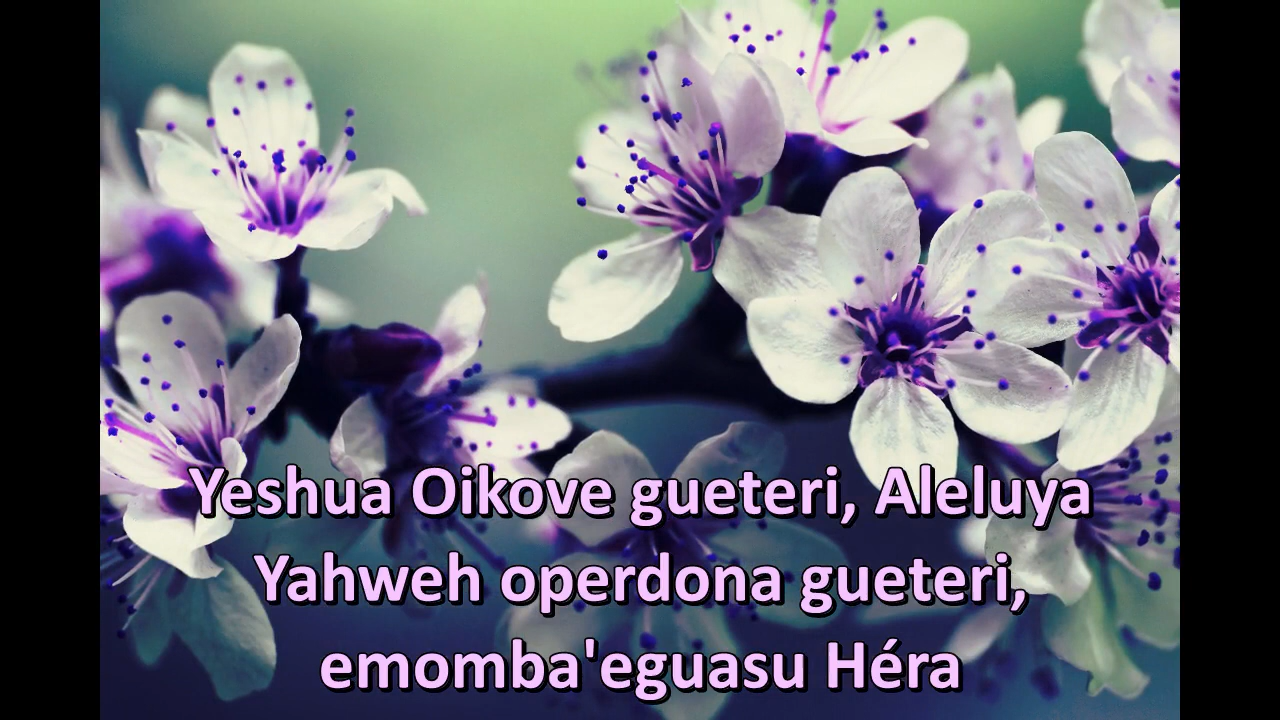 Yeshua Oikove gueteri, Aleluya
Yahweh operdona gueteri,
emomba'eguasu Héra